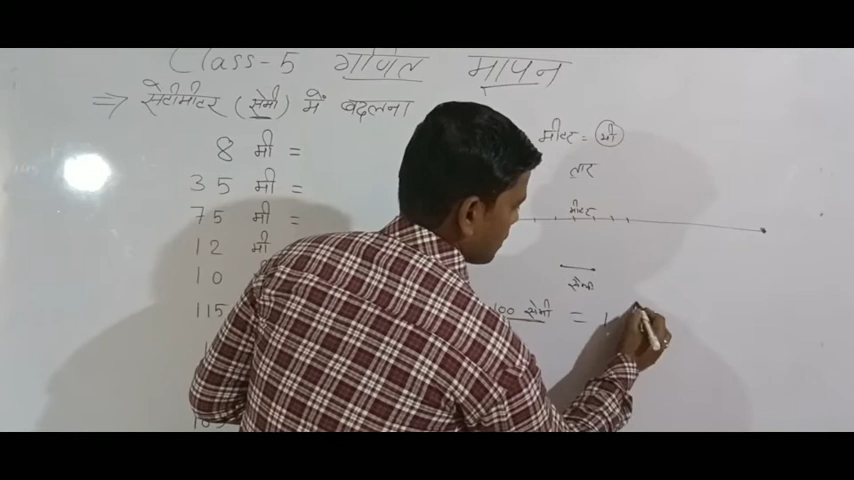 Class-5 गणित मापन
⇒ सेंटीमीटर (सेमी) में बदलना
8 मी =
35 मी =
75 मी =
12 मी
10
115
मीटर = मी
तार
मीटर
सेमी
100 सेमी = 1